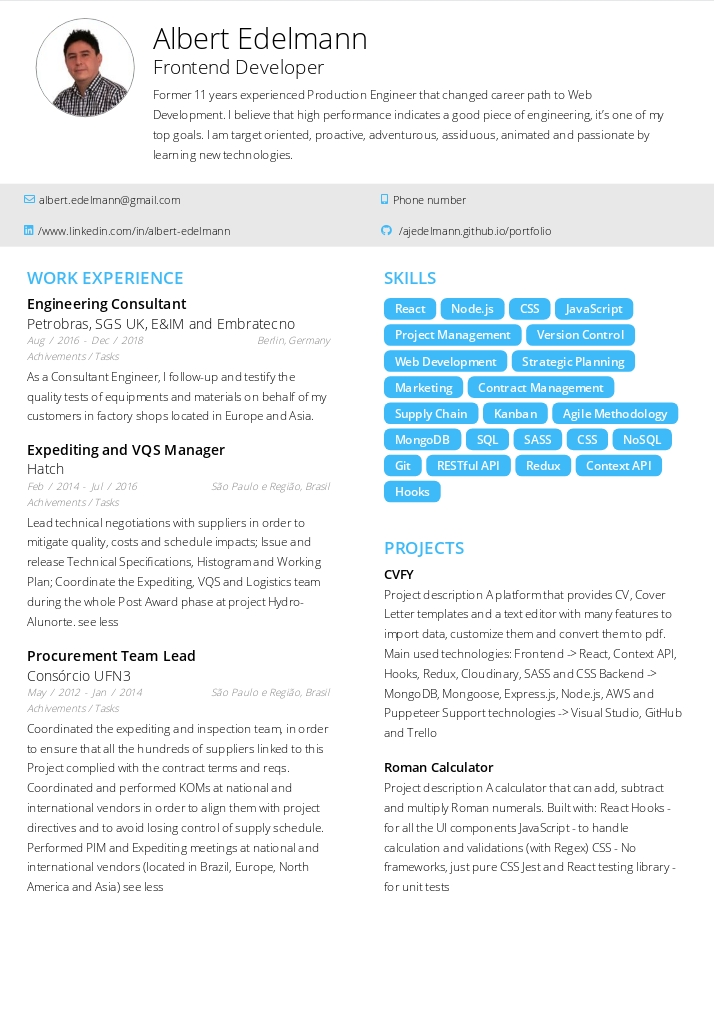 Albert Edelmann
Frontend Developer
Former 11 years experienced Production Engineer that changed career path to Web
Development. I believe that high performance indicates a good piece of engineering, it’s one of my
top goals. I am target oriented, proactive, adventurous, assiduous, animated and passionate by
learning new technologies.
albert.edelmann@gmail.com
Phone number
/www.linkedin.com/in/albert-edelmann
/ajedelmann.github.io/portfolio
WORK EXPERIENCE
Engineering Consultant
Petrobras, SGS UK, E&IM and Embratecno
Aug / 2016 - Dec / 2018 Berlin, Germany
Achivements / Tasks
As a Consultant Engineer, I follow-up and testify the
quality tests of equipments and materials on behalf of my
customers in factory shops located in Europe and Asia.
Expediting and VQS Manager
Hatch
Feb / 2014 - Jul / 2016 São Paulo e Região, Brasil
Achivements / Tasks
Lead technical negotiations with suppliers in order to
mitigate quality, costs and schedule impacts; Issue and
release Technical Specifications, Histogram and Working
Plan; Coordinate the Expediting, VQS and Logistics team
during the whole Post Award phase at project Hydro-
Alunorte. see less
Procurement Team Lead
Consórcio UFN3
May / 2012 - Jan / 2014 São Paulo e Região, Brasil
Achivements / Tasks
Coordinated the expediting and inspection team, in order
to ensure that all the hundreds of suppliers linked to this
Project complied with the contract terms and reqs.
Coordinated and performed KOMs at national and
international vendors in order to align them with project
directives and to avoid losing control of supply schedule.
Performed PIM and Expediting meetings at national and
international vendors (located in Brazil, Europe, North
America and Asia) see less
SKILLS
React Node.js CSS JavaScript
Project Management Version Control
Web Development Strategic Planning
Marketing Contract Management
Supply Chain Kanban Agile Methodology
MongoDB SQL SASS CSS NoSQL
Git RESTful API Redux Context API
Hooks
PROJECTS
CVFY
Project description A platform that provides CV, Cover
Letter templates and a text editor with many features to
import data, customize them and convert them to pdf.
Main used technologies: Frontend -> React, Context API,
Hooks, Redux, Cloudinary, SASS and CSS Backend ->
MongoDB, Mongoose, Express.js, Node.js, AWS and
Puppeteer Support technologies -> Visual Studio, GitHub
and Trello
Roman Calculator
Project description A calculator that can add, subtract
and multiply Roman numerals. Built with: React Hooks -
for all the UI components JavaScript - to handle
calculation and validations (with Regex) CSS - No
frameworks, just pure CSS Jest and React testing library -
for unit tests